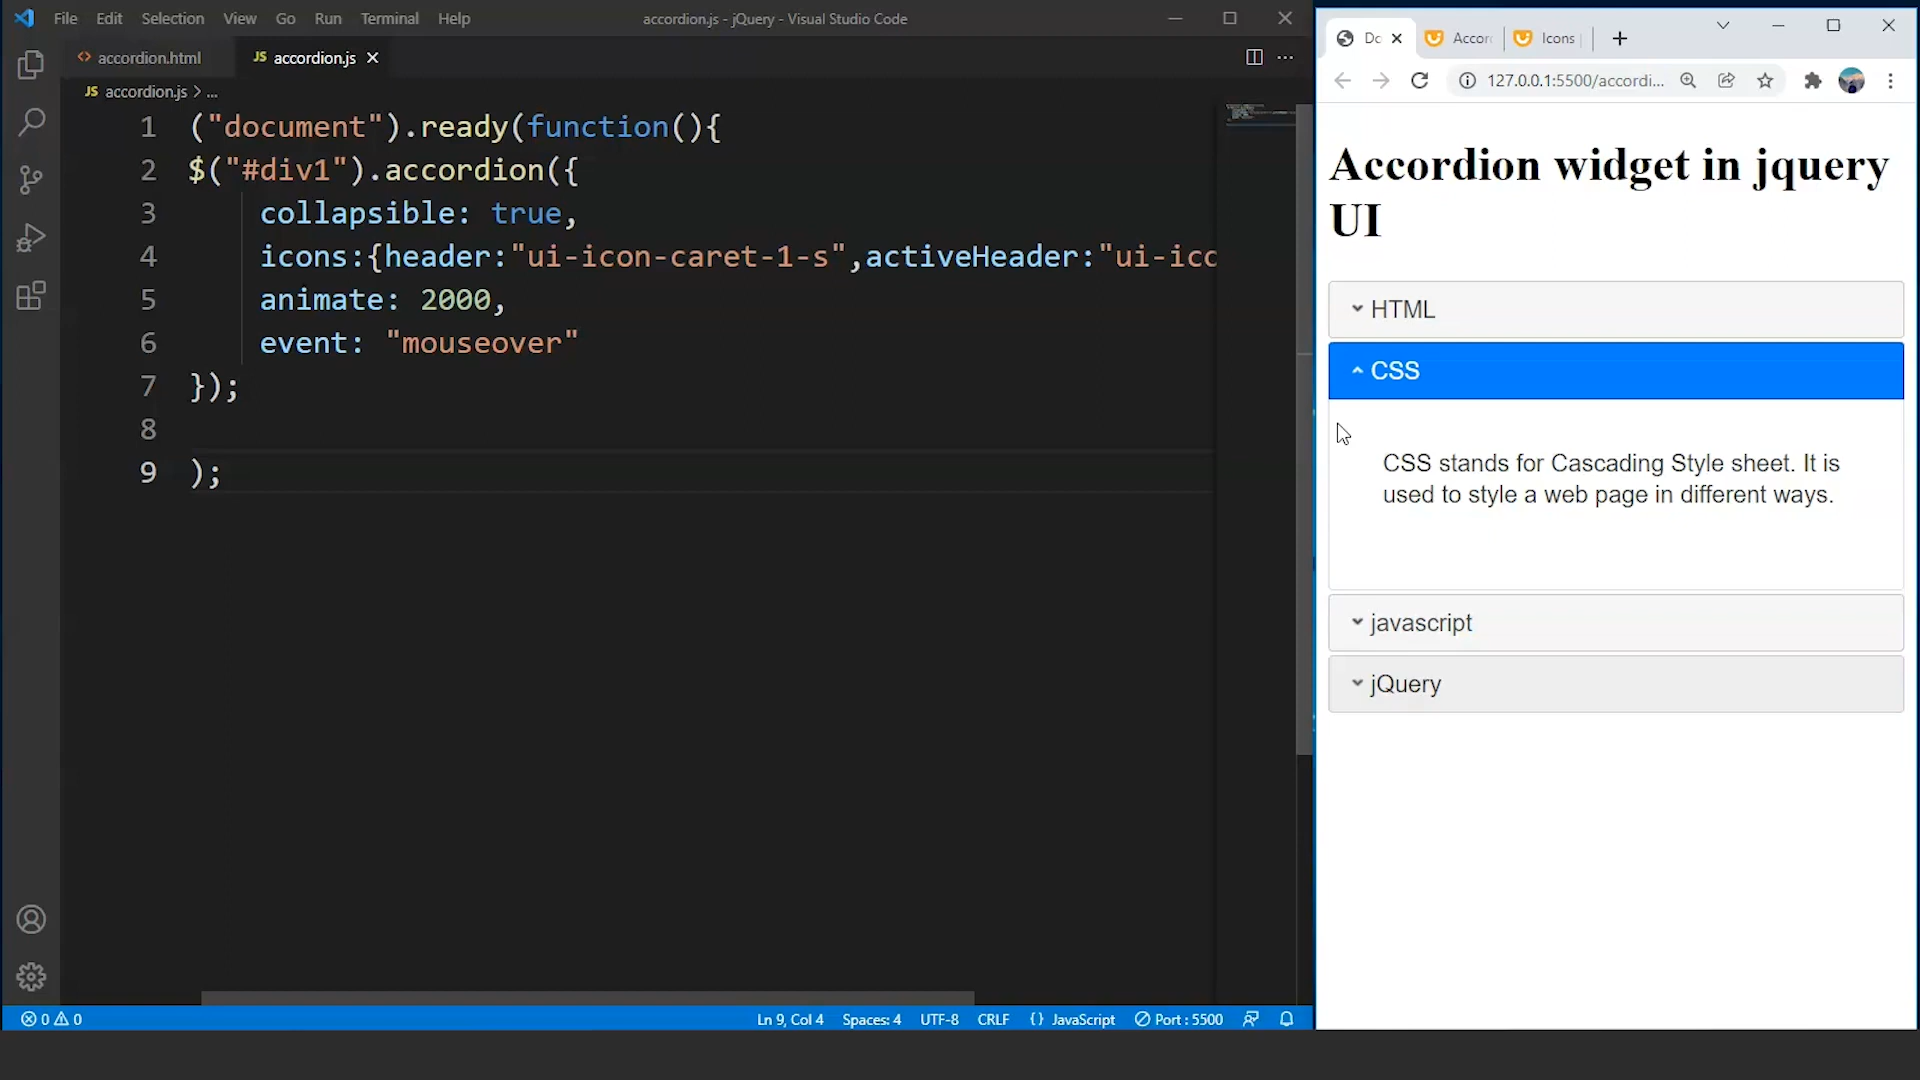 File Edit Selection View Go Run Terminal Help
accordion.js - jQuery - Visual Studio Code
accordion.html
JS accordion.js
JS accordion.js > ...
1 ("document").ready(function(){
2 $("#div1").accordion({
3 collapsible: true,
4 icons:{header:"ui-icon-caret-1-s",activeHeader:"ui-icc
5 animate: 2000,
6 event: "mouseover"
7 });
8
9 );
0 0
Ln 9, Col 4 Spaces: 4 UTF-8 CRLF {} JavaScript Port : 5500
Dc Accor Icons
127.0.0.1:5500/accordi...
Accordion widget in jquery
UI
HTML
CSS
CSS stands for Cascading Style sheet. It is
used to style a web page in different ways.
javascript
jQuery